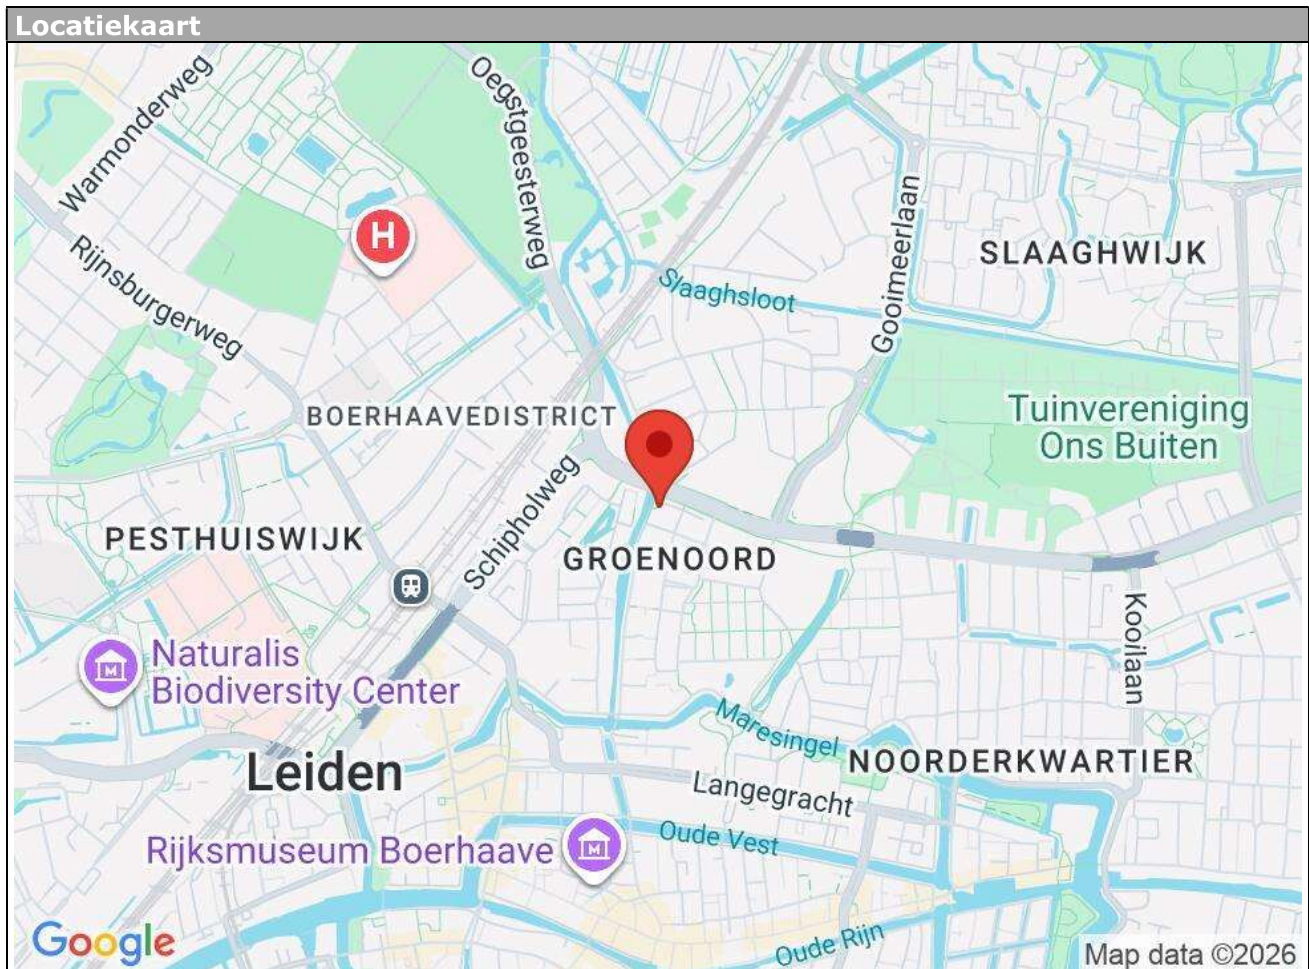 Locatiekaart
Warmonderweg
Oegstgeesterweg
H
Rijnsburgerweg
Slaaghsloot
Gooimeerlaan
SLAAGHWIJK
BOERHAAVEDISTRICT
Tuinvereniging
Ons Buiten
Schipholweg
PESTHUISWIJK
GROENOORD
Kooilaan
Naturalis
Biodiversity Center
Maresingel
NOORDERKWARTIER
Leiden
Langegracht
Oude Vest
Rijksmuseum Boerhaave
Oude Rijn
Google
Map data ©2026